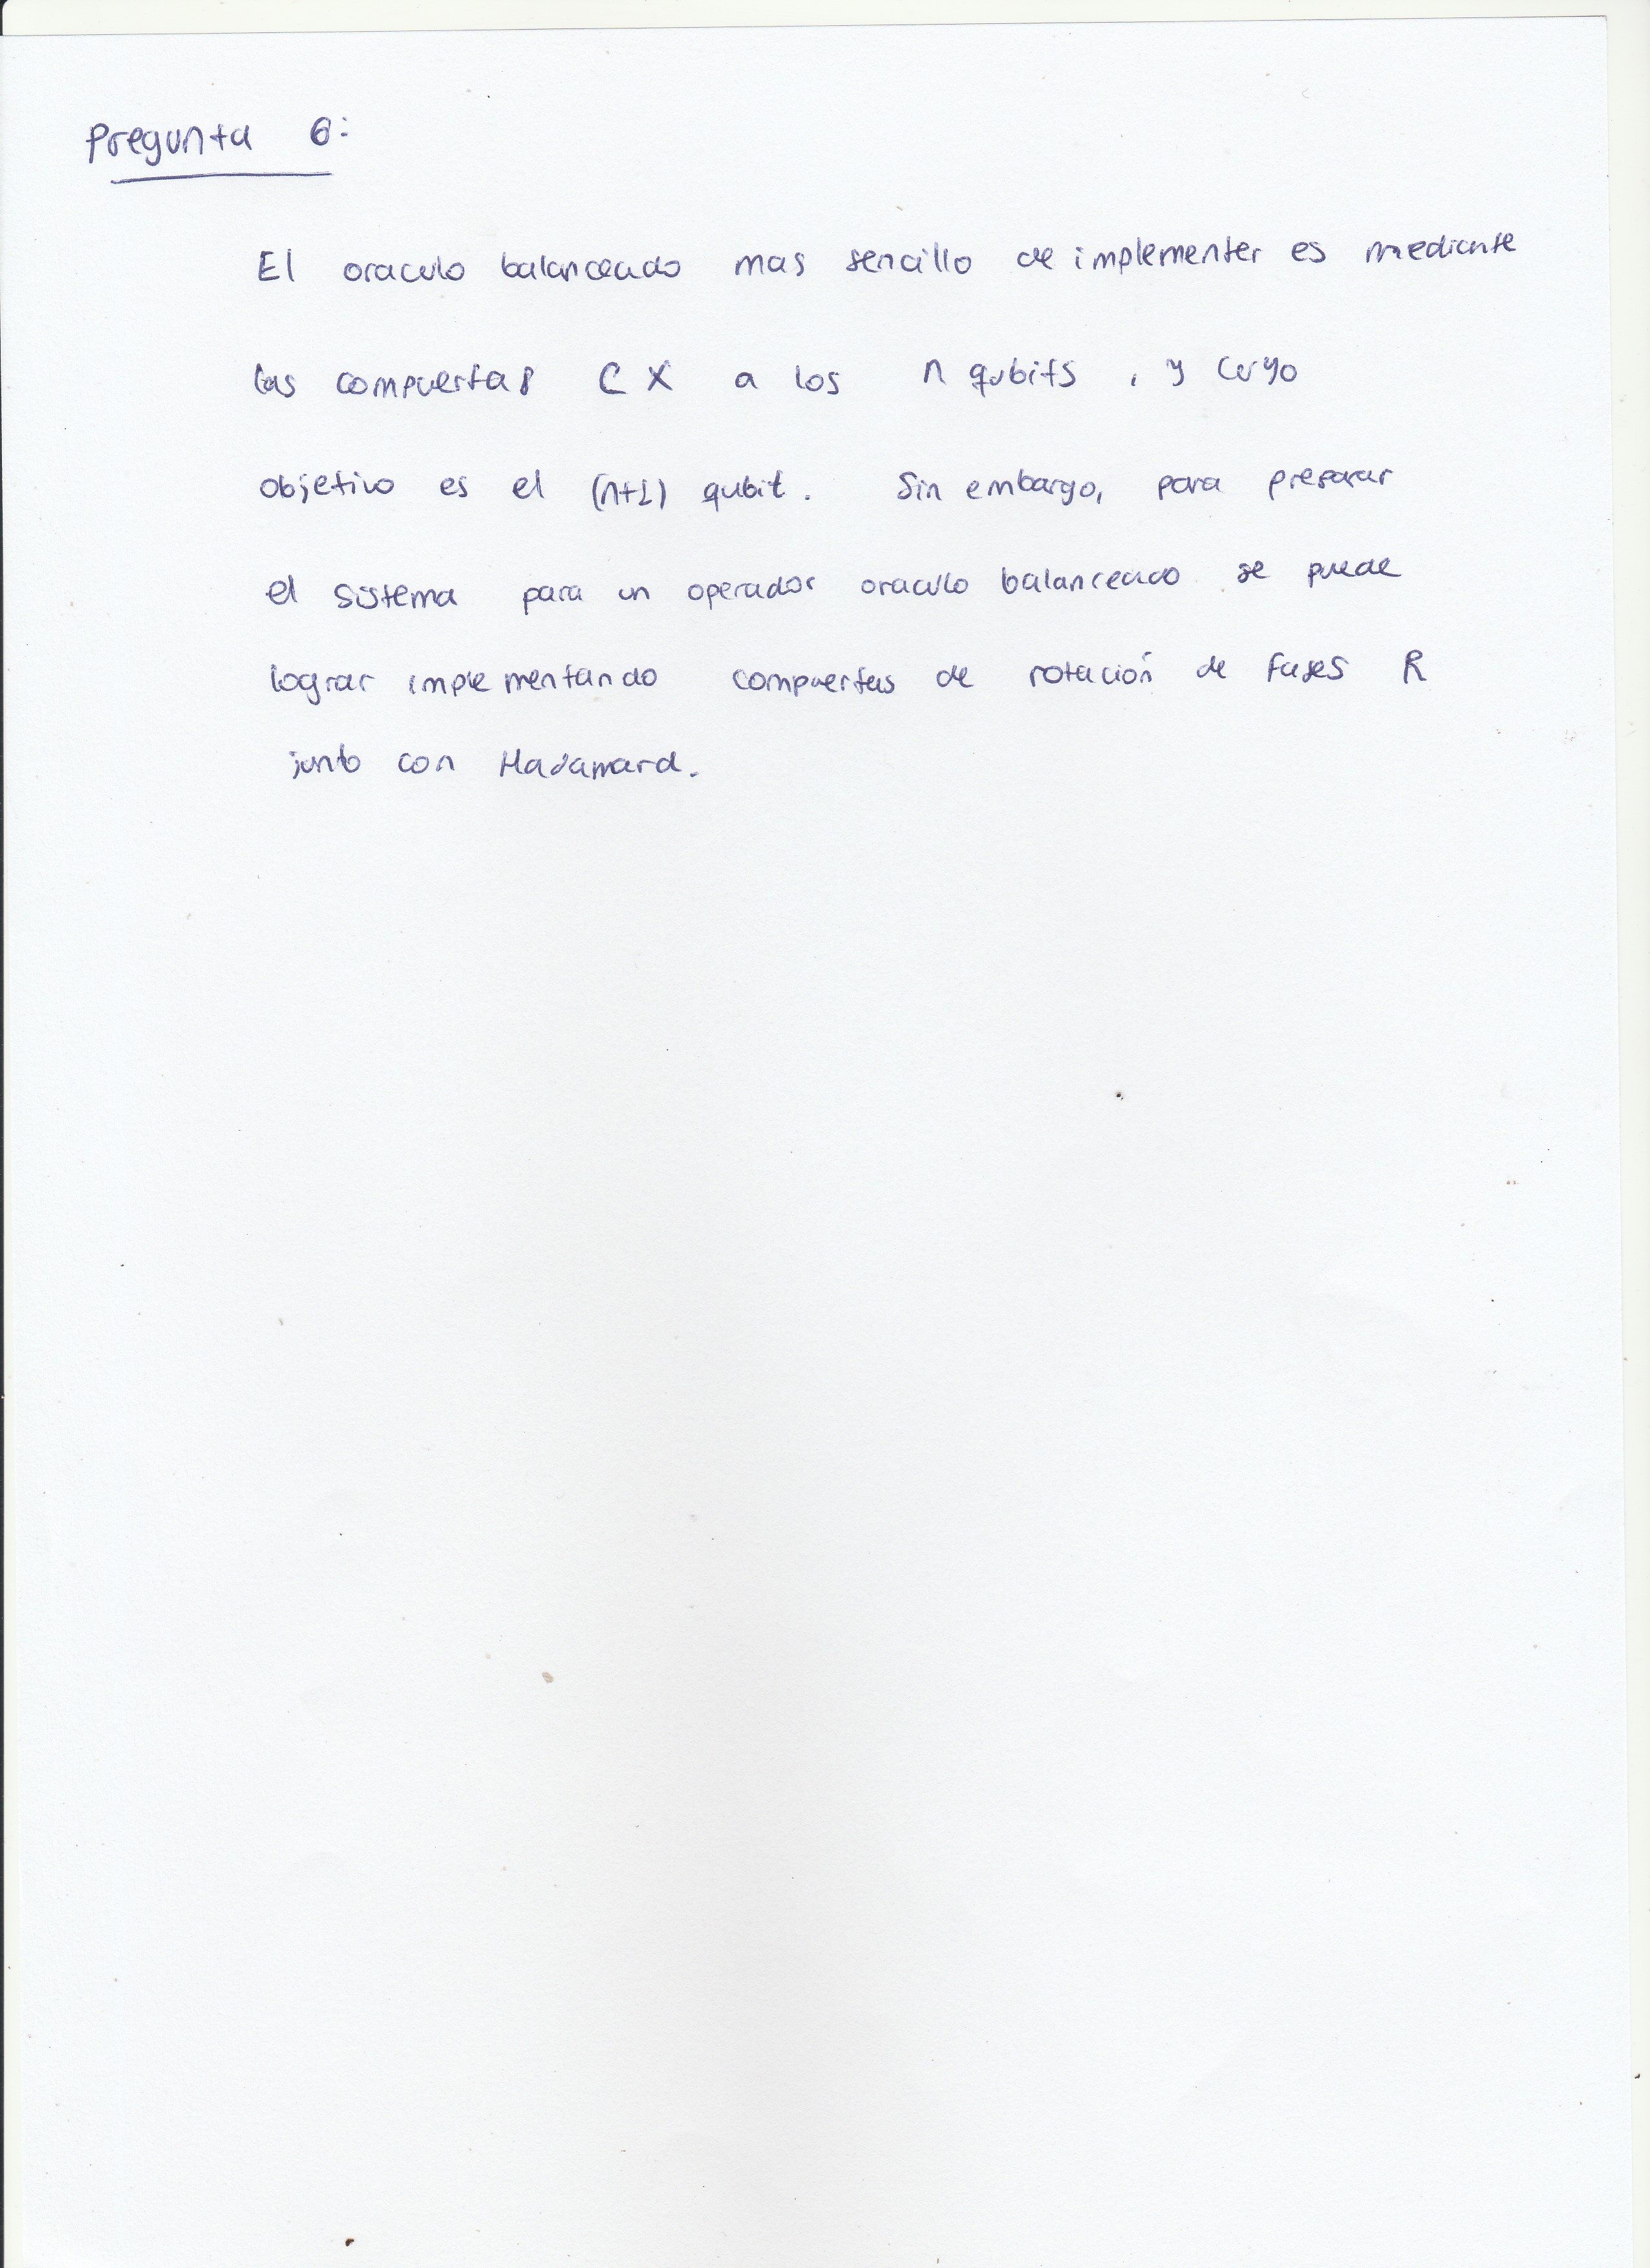 Pregunta 6:
El oraculo balanceado mas sencillo de implementer es mediante
las compuertas CX a los n qubits, y cuyo
objetivo es el (n+1) qubit. Sin embargo, para preparar
el sistema para un operador oraculo balanceado se puede
lograr implementando compuertas de rotación de fases R
junto con Hadamard.